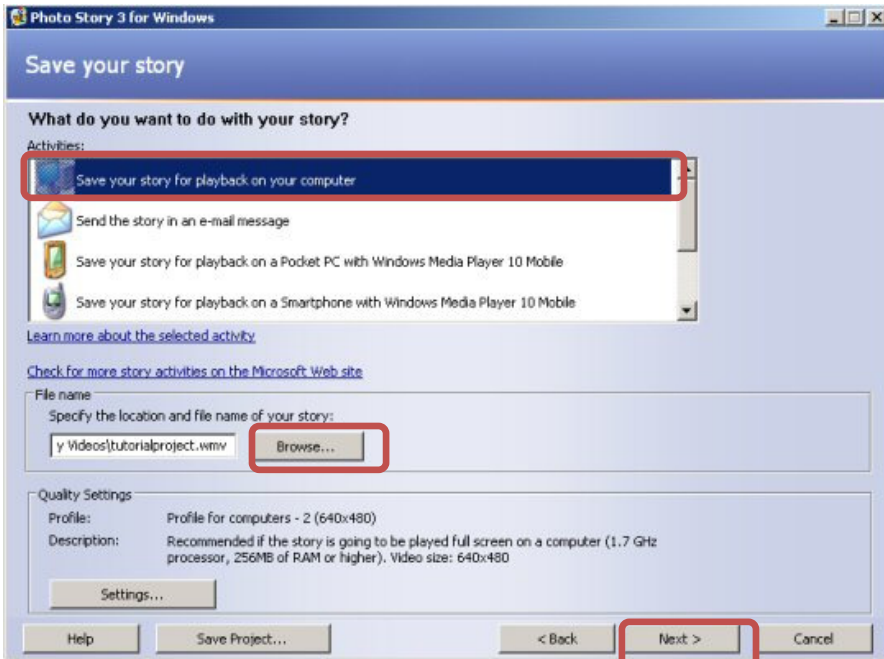 Photo Story 3 for Windows
Save your story
What do you want to do with your story?
Activities:
Save your story for playback on your computer
Send the story in an e-mail message
Save your story for playback on a Pocket PC with Windows Media Player 10 Mobile
Save your story for playback on a Smartphone with Windows Media Player 10 Mobile
Learn more about the selected activity
Check for more story activities on the Microsoft Web site
File name
Specify the location and file name of your story:
y Videos\tutorialproject.wmv
Browse...
Quality Settings
Profile: Profile for computers - 2 (640x480)
Description: Recommended if the story is going to be played full screen on a computer (1.7 GHz
processor, 256MB of RAM or higher). Video size: 640x480
Settings...
Help Save Project... < Back Next > Cancel